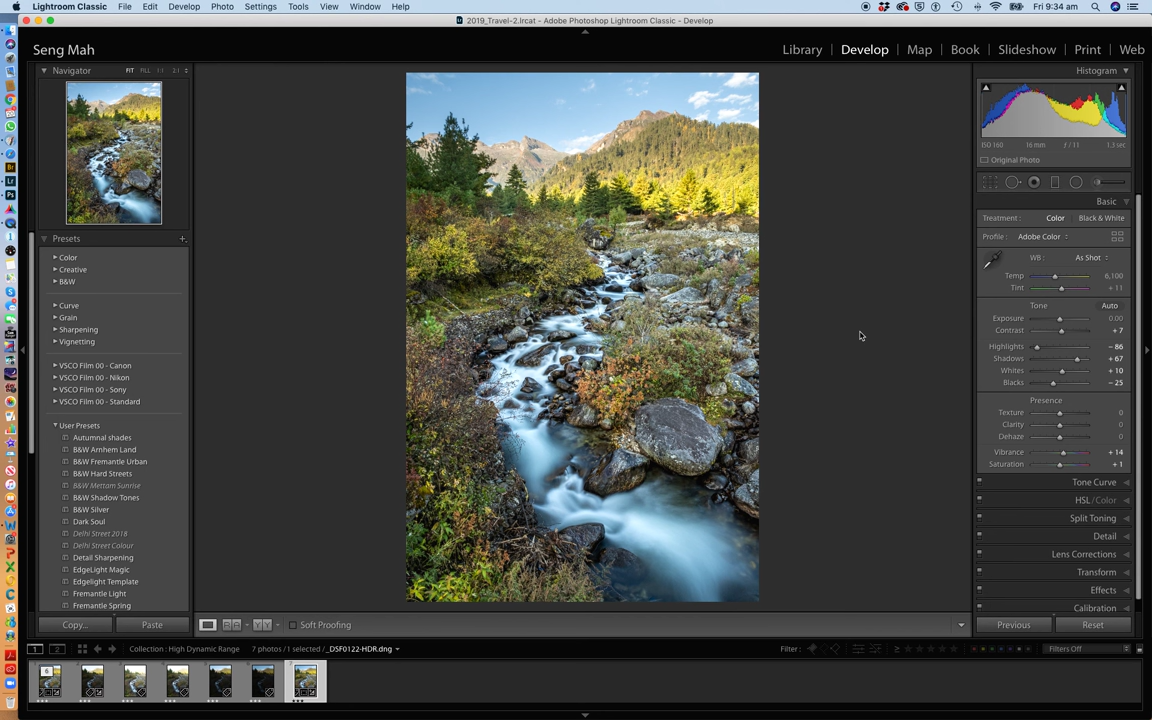 Lightroom Classic File Edit Develop Photo Settings Tools View Window Help Fri 9:34 am
2019_Travel-2.lrcat - Adobe Photoshop Lightroom Classic - Develop
Seng Mah Library Develop Map Book Slideshow Print Web
Navigator FIT FILL 1:1 2:1
Presets
Color
Creative
B&W
Curve
Grain
Sharpening
Vignetting
VSCO Film 00 - Canon
VSCO Film 00 - Nikon
VSCO Film 00 - Sony
VSCO Film 00 - Standard
User Presets
Autumnal shades
B&W Arnhem Land
B&W Fremantle Urban
B&W Hard Streets
B&W Mettam Sunrise
B&W Shadow Tones
B&W Silver
Dark Soul
Delhi Street 2018
Delhi Street Colour
Detail Sharpening
EdgeLight Magic
Edgelight Template
Fremantle Light
Fremantle Spring
Copy... Paste
Soft Proofing
Histogram
ISO 160 16 mm ƒ / 11 1.3 sec
Original Photo
Basic
Treatment: Color Black & White
Profile: Adobe Color
WB: As Shot
Temp 6,100
Tint + 11
Tone Auto
Exposure 0.00
Contrast + 7
Highlights − 86
Shadows + 67
Whites + 10
Blacks − 25
Presence
Texture 0
Clarity 0
Dehaze 0
Vibrance + 14
Saturation + 1
Tone Curve
HSL / Color
Split Toning
Detail
Lens Corrections
Transform
Effects
Calibration
Previous Reset
1 2 Collection: High Dynamic Range 7 photos / 1 selected / _DSF0122-HDR.dng Filter: Filters Off
6